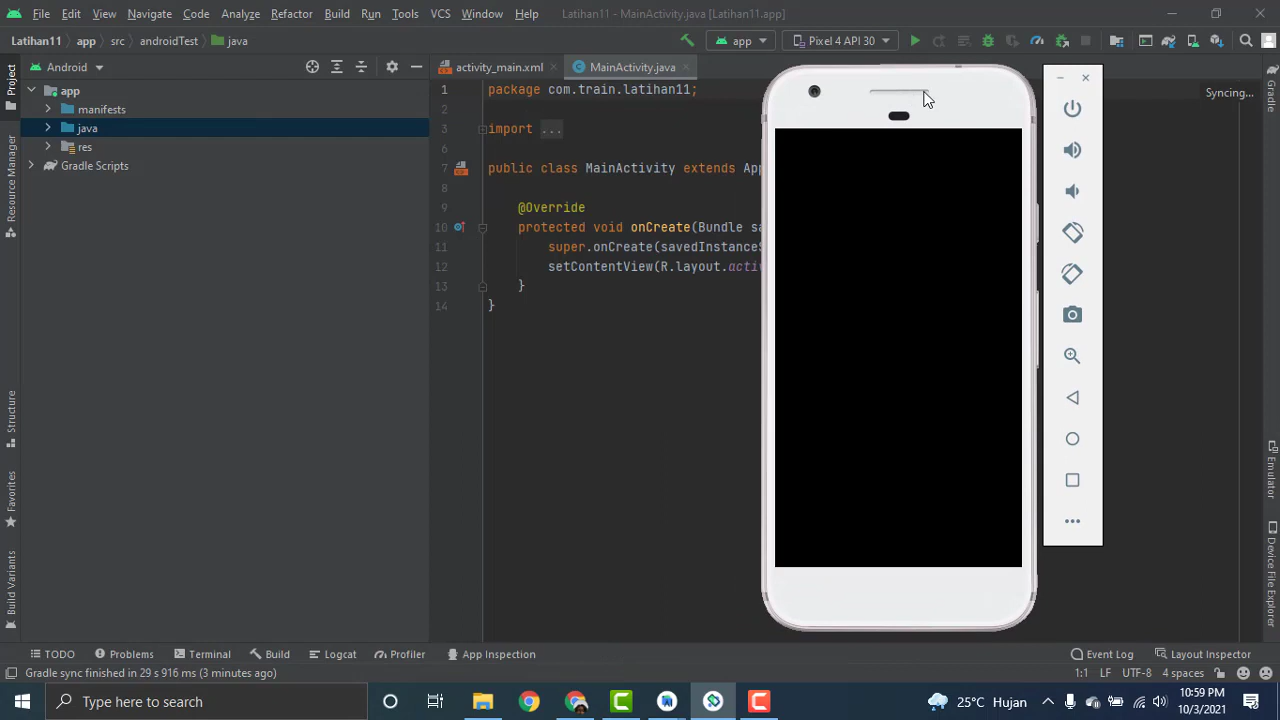 File Edit View Navigate Code Analyze Refactor Build Run Tools VCS Window Help Latihan11 - MainActivity.java [Latihan11.app]
Latihan11 app src androidTest java app Pixel 4 API 30
Project
Android
activity_main.xml MainActivity.java
app
manifests
java
res
Gradle Scripts
Resource Manager
Structure
Favorites
Build Variants
1 package com.train.latihan11;
2
3 import ...
6
7 public class MainActivity extends App
8
9 @Override
10 protected void onCreate(Bundle sa
11 super.onCreate(savedInstanceS
12 setContentView(R.layout.activ
13 }
14 }
Syncing...
Gradle
Emulator
Device File Explorer
TODO Problems Terminal Build Logcat Profiler App Inspection Event Log Layout Inspector
Gradle sync finished in 29 s 916 ms (3 minutes ago) 1:1 LF UTF-8 4 spaces
Type here to search 25°C Hujan 10:59 PM
10/3/2021